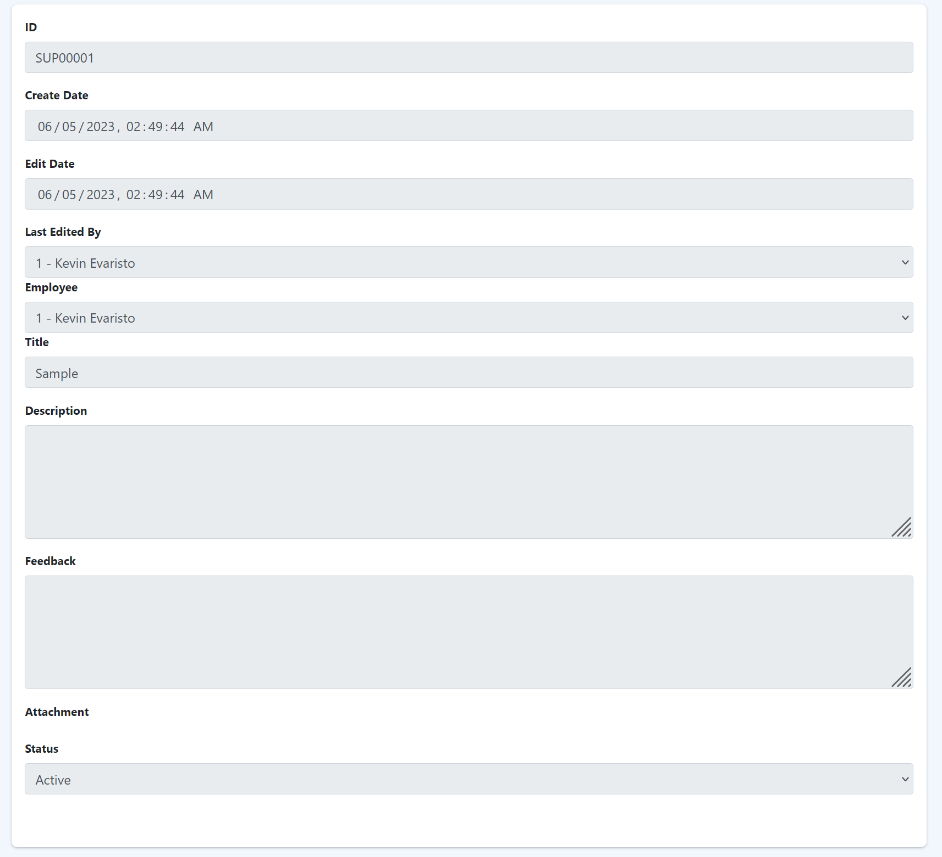 ID
SUP00001
Create Date
06/05/2023, 02:49:44 AM
Edit Date
06/05/2023, 02:49:44 AM
Last Edited By
1 - Kevin Evaristo
Employee
1 - Kevin Evaristo
Title
Sample
Description
Feedback
Attachment
Status
Active